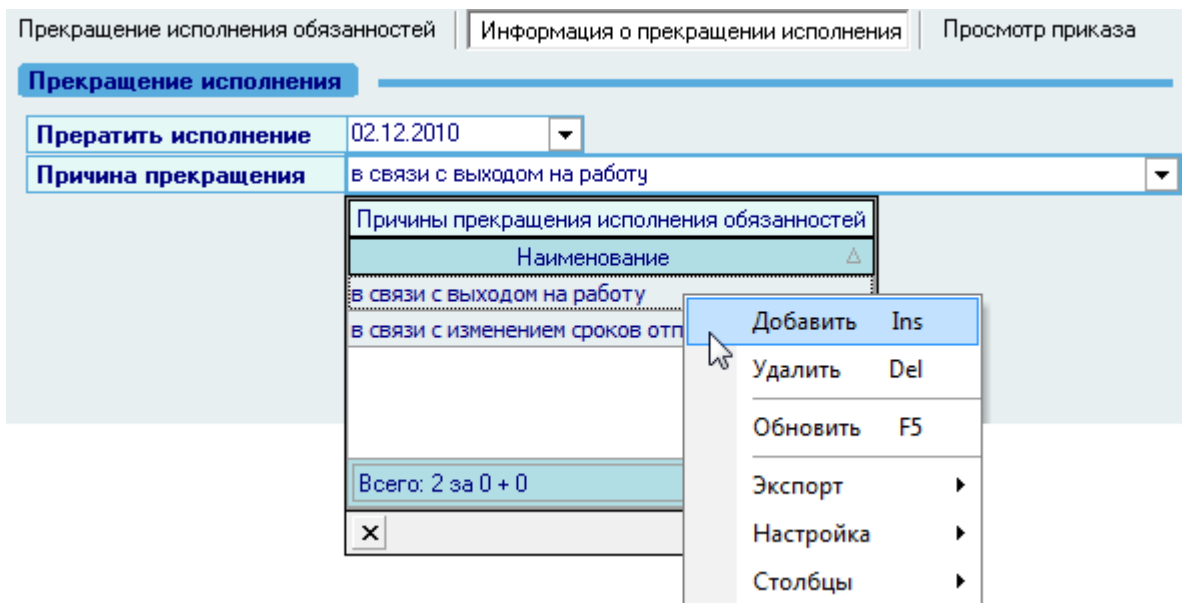 Прекращение исполнения обязанностей Информация о прекращении исполнения Просмотр приказа
Прекращение исполнения
Прератить исполнение 02.12.2010
Причина прекращения в связи с выходом на работу
Причины прекращения исполнения обязанностей
Наименование
в связи с выходом на работу
в связи с изменением сроков отп
Добавить Ins
Удалить Del
Обновить F5
Всего: 2 за 0 + 0
Экспорт
Настройка
Столбцы